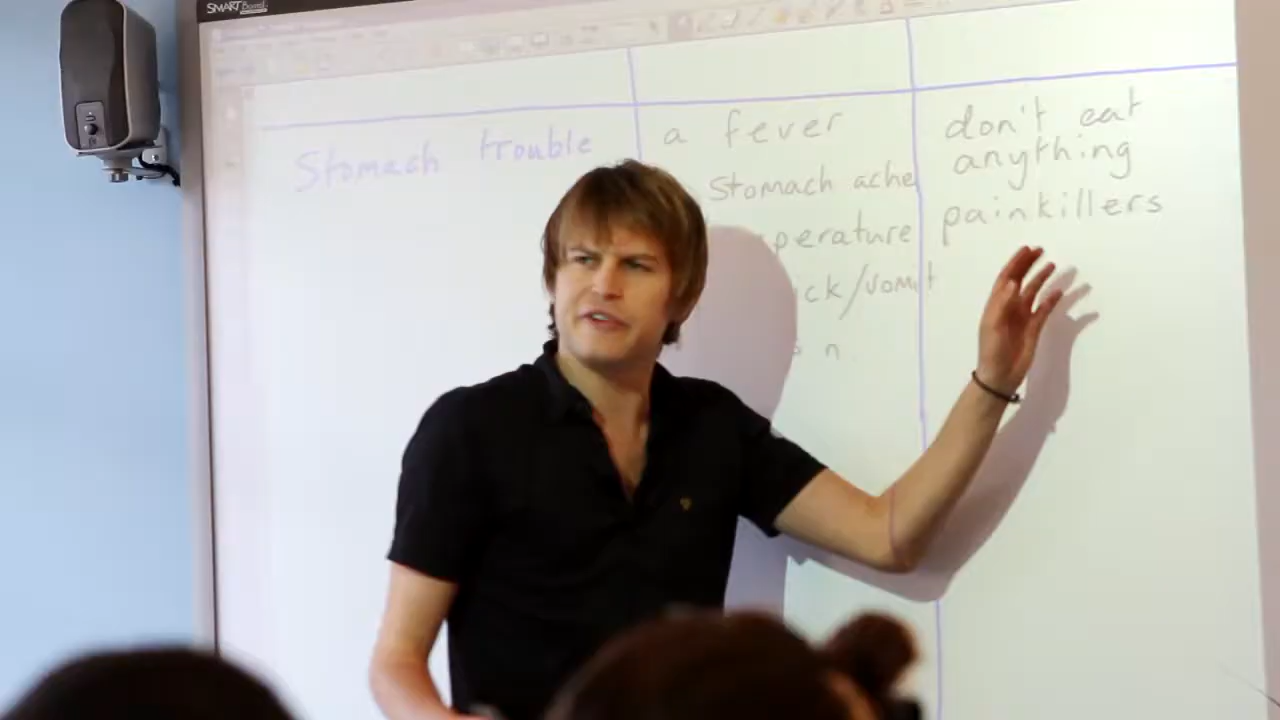 SMART Board
Stomach trouble
a fever
Stomach ache
perature
ick/vomit
n
don't eat
anything
painkillers